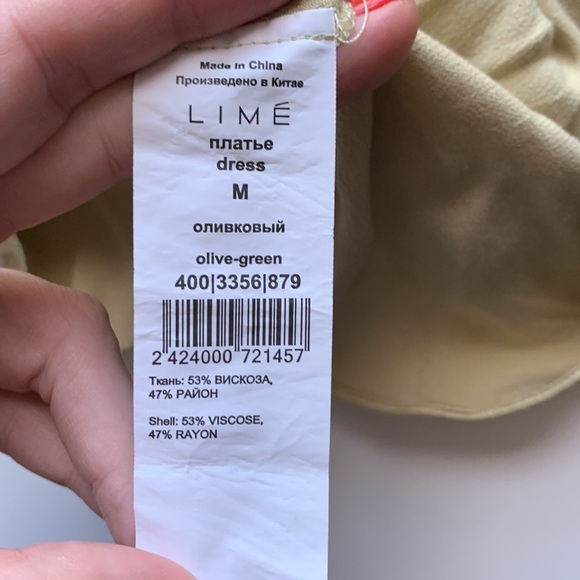 Made in China
Произведено в Китае
LIMÉ
платье
dress
M
оливковый
olive-green
400|3356|879
2 424000 721457
Ткань: 53% ВИСКОЗА,
47% РАЙОН
Shell: 53% VISCOSE,
47% RAYON